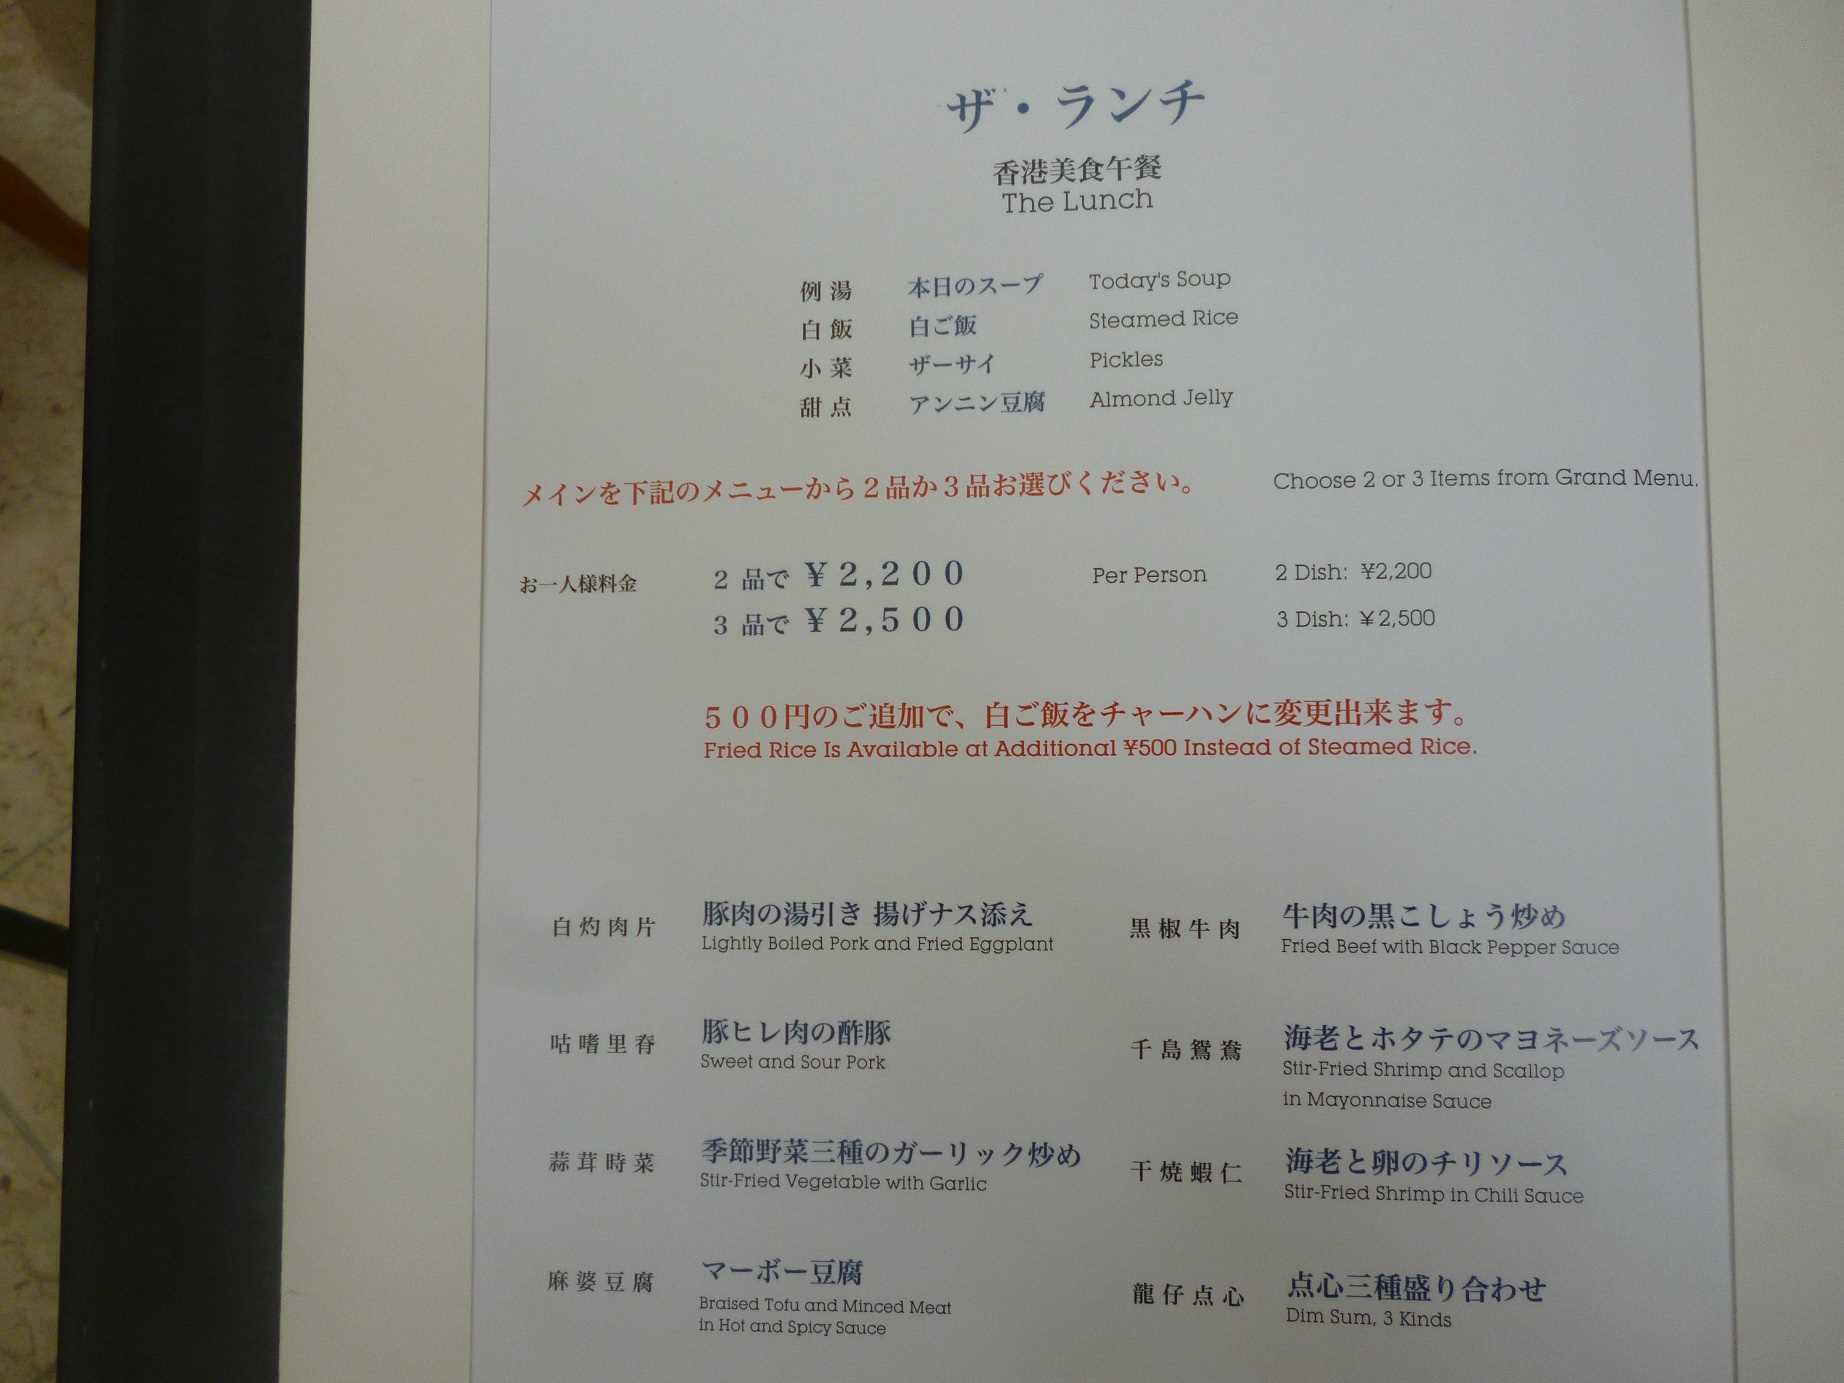 ザ・ランチ
香港美食午餐
The Lunch
例湯 本日のスープ Today's Soup
白飯 白ご飯 Steamed Rice
小菜 ザーサイ Pickles
甜点 アンニン豆腐 Almond Jelly
メインを下記のメニューから２品か３品お選びください。 Choose 2 or 3 Items from Grand Menu.
お一人様料金 2 品で ￥２,２００ Per Person 2 Dish: ¥2,200
3 品で ￥２,５００ 3 Dish: ￥2,500
５００円のご追加で、白ご飯をチャーハンに変更出来ます。
Fried Rice Is Available at Additional ¥500 Instead of Steamed Rice.
白灼肉片 豚肉の湯引き 揚げナス添え
Lightly Boiled Pork and Fried Eggplant
咕嗜里脊 豚ヒレ肉の酢豚
Sweet and Sour Pork
蒜茸時菜 季節野菜三種のガーリック炒め
Stir-Fried Vegetable with Garlic
麻婆豆腐 マーボー豆腐
Braised Tofu and Minced Meat
in Hot and Spicy Sauce
黒椒牛肉 牛肉の黒こしょう炒め
Fried Beef with Black Pepper Sauce
千島鴛鴦 海老とホタテのマヨネーズソース
Stir-Fried Shrimp and Scallop
in Mayonnaise Sauce
干焼蝦仁 海老と卵のチリソース
Stir-Fried Shrimp in Chili Sauce
龍仔点心 点心三種盛り合わせ
Dim Sum, 3 Kinds